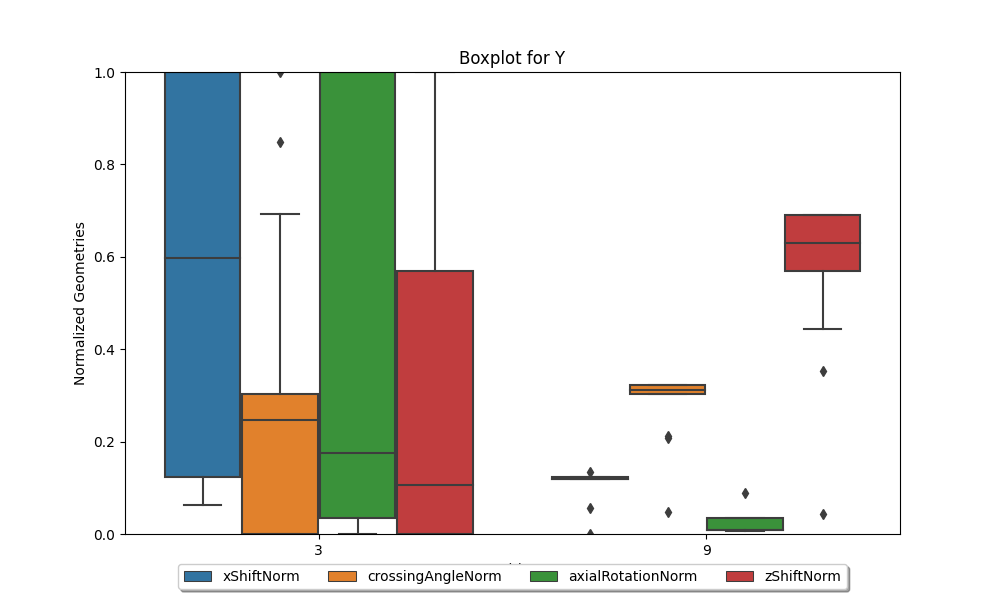 Boxplot for Y
Normalized Geometries
1.0
0.8
0.6
0.4
0.2
0.0
3
9
xShiftNorm
crossingAngleNorm
axialRotationNorm
zShiftNorm